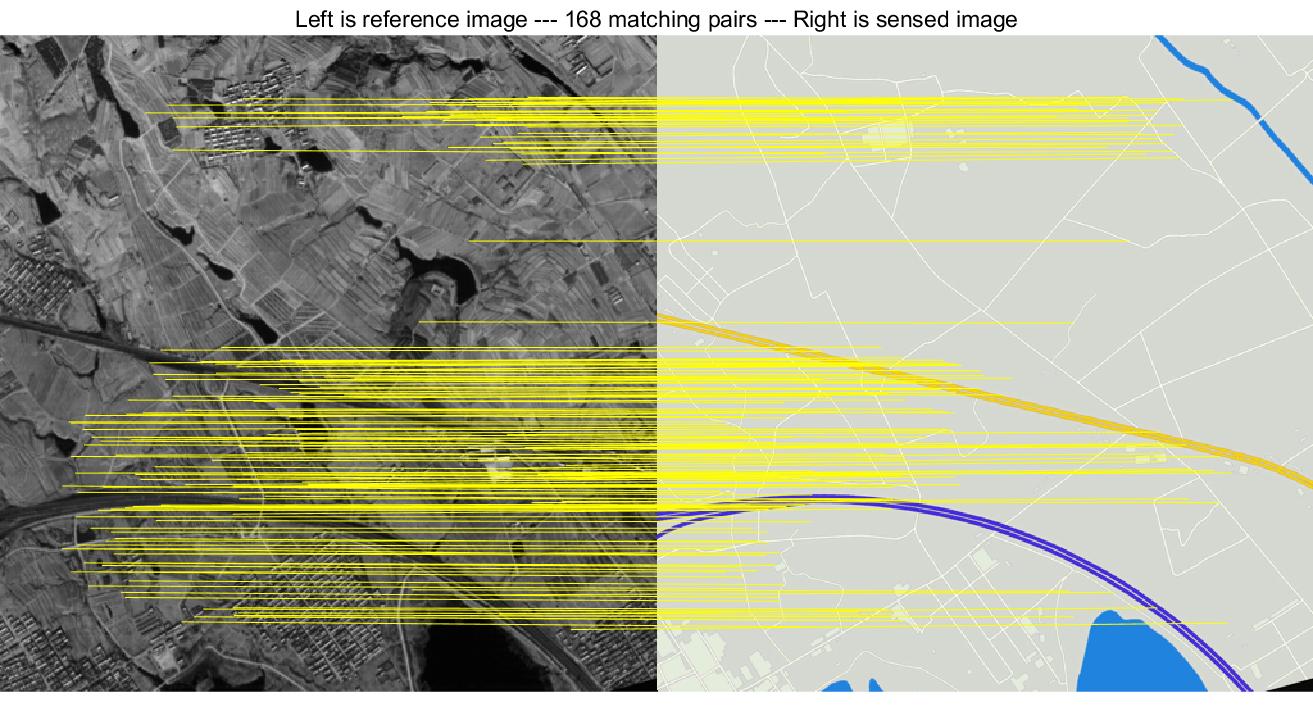 Left is reference image --- 168 matching pairs --- Right is sensed image